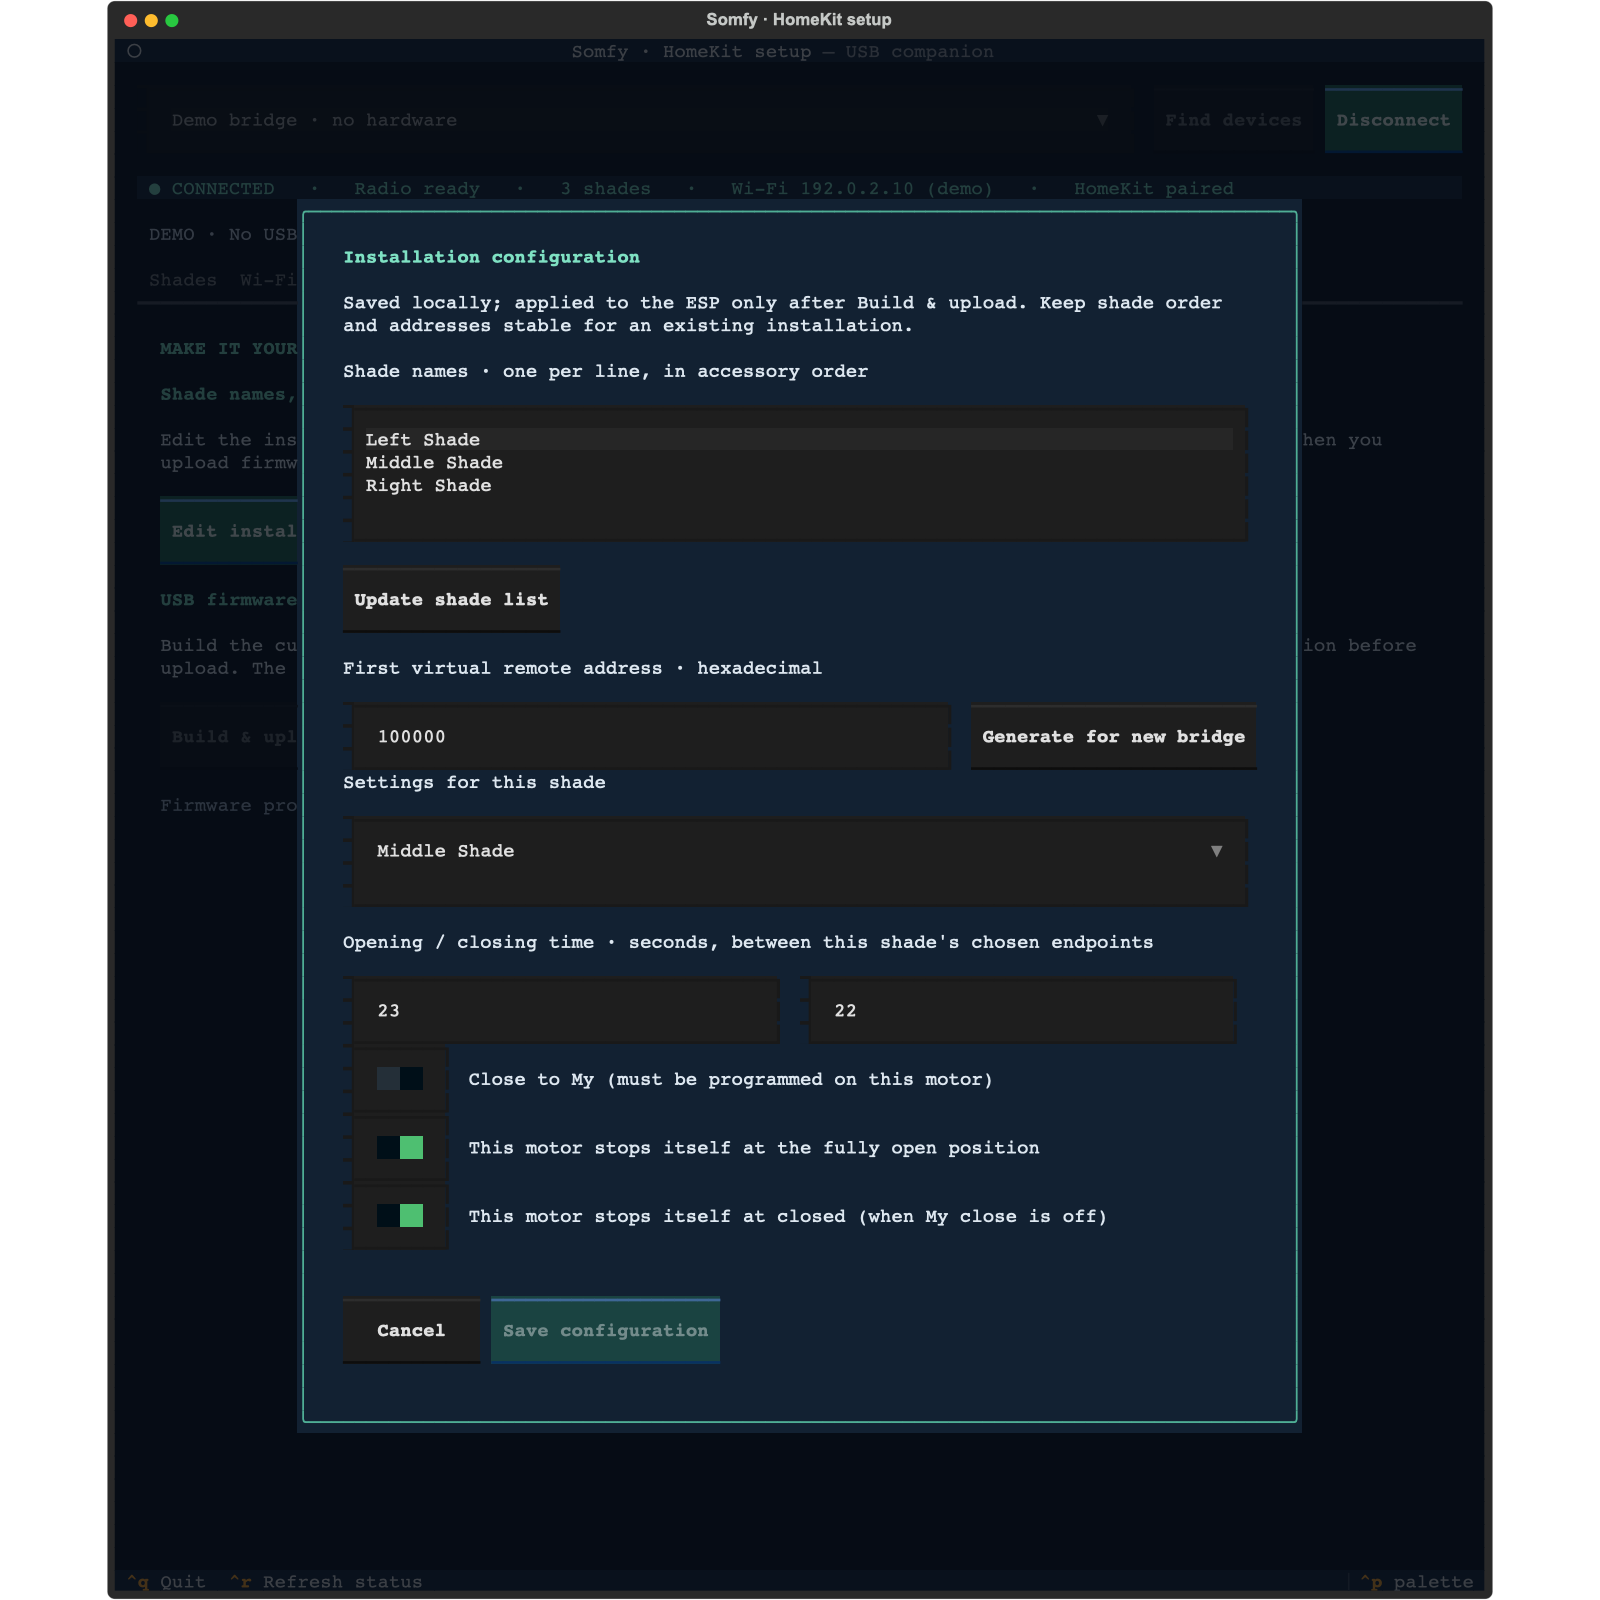 Somfy · HomeKit setup
Somfy · HomeKit setup — USB companion
Demo bridge · no hardware ▼ Find devices Disconnect
● CONNECTED · Radio ready · 3 shades · Wi-Fi 192.0.2.10 (demo) · HomeKit paired
DEMO · No USB
Shades Wi-Fi
MAKE IT YOUR
Shade names,
Edit the ins
hen you
upload firmw
Edit instal
USB firmware
Build the cu
ion before
upload. The
Build & upl
Firmware pro
Installation configuration
Saved locally; applied to the ESP only after Build & upload. Keep shade order
and addresses stable for an existing installation.
Shade names · one per line, in accessory order
Left Shade
Middle Shade
Right Shade
Update shade list
First virtual remote address · hexadecimal
100000 Generate for new bridge
Settings for this shade
Middle Shade ▼
Opening / closing time · seconds, between this shade's chosen endpoints
23 22
Close to My (must be programmed on this motor)
This motor stops itself at the fully open position
This motor stops itself at closed (when My close is off)
Cancel Save configuration
^q Quit ^r Refresh status ^p palette